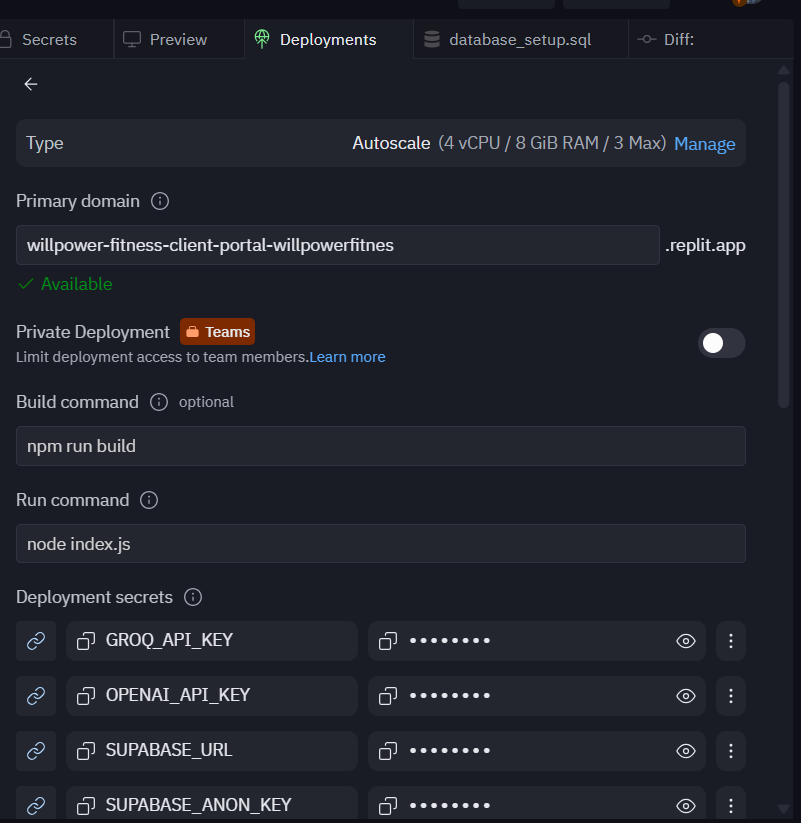 Secrets Preview Deployments database_setup.sql Diff:
Type Autoscale (4 vCPU / 8 GiB RAM / 3 Max) Manage
Primary domain
willpower-fitness-client-portal-willpowerfitnes .replit.app
Available
Private Deployment Teams
Limit deployment access to team members.Learn more
Build command optional
npm run build
Run command
node index.js
Deployment secrets
GROQ_API_KEY ••••••••
OPENAI_API_KEY ••••••••
SUPABASE_URL ••••••••
SUPABASE_ANON_KEY ••••••••